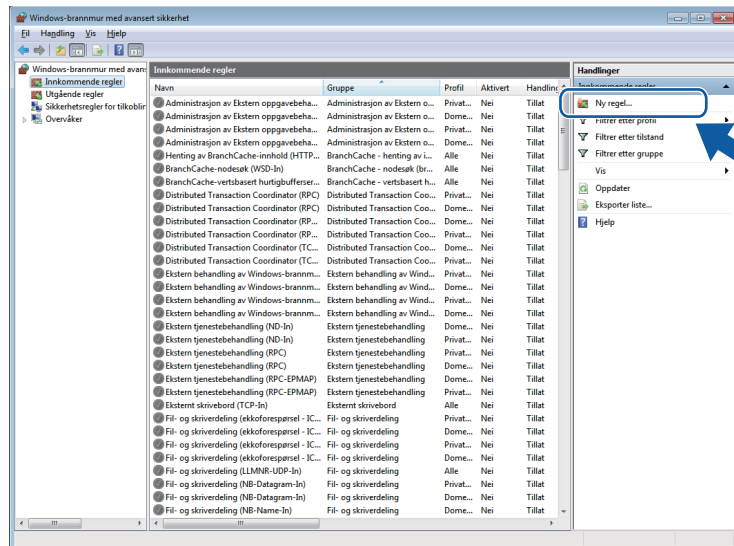 Windows-brannmur med avansert sikkerhet
Fil Handling Vis Hjelp
Windows-brannmur med avan:
Innkommende regler
Utgående regler
Sikkerhetsregler for tilkoblin
Overvåker
Innkommende regler
Navn Gruppe Profil Aktivert Handling
Administrasjon av Ekstern oppgavebeha... Administrasjon av Ekstern o... Privat... Nei Tillat
Administrasjon av Ekstern oppgavebeha... Administrasjon av Ekstern o... Dome... Nei Tillat
Administrasjon av Ekstern oppgavebeha... Administrasjon av Ekstern o... Privat... Nei Tillat
Administrasjon av Ekstern oppgavebeha... Administrasjon av Ekstern o... Dome... Nei Tillat
Henting av BranchCache-innhold (HTTP... BranchCache - henting av i... Alle Nei Tillat
BranchCache-nodesøk (WSD-In) BranchCache - nodesøk (br... Alle Nei Tillat
BranchCache-vertsbasert hurtigbufferser... BranchCache - vertsbasert h... Alle Nei Tillat
Distributed Transaction Coordinator (RPC) Distributed Transaction Coo... Privat... Nei Tillat
Distributed Transaction Coordinator (RPC) Distributed Transaction Coo... Dome... Nei Tillat
Distributed Transaction Coordinator (RP... Distributed Transaction Coo... Privat... Nei Tillat
Distributed Transaction Coordinator (RP... Distributed Transaction Coo... Dome... Nei Tillat
Distributed Transaction Coordinator (TC... Distributed Transaction Coo... Dome... Nei Tillat
Distributed Transaction Coordinator (TC... Distributed Transaction Coo... Privat... Nei Tillat
Ekstern behandling av Windows-brannm... Ekstern behandling av Wind... Privat... Nei Tillat
Ekstern behandling av Windows-brannm... Ekstern behandling av Wind... Dome... Nei Tillat
Ekstern behandling av Windows-brannm... Ekstern behandling av Wind... Privat... Nei Tillat
Ekstern behandling av Windows-brannm... Ekstern behandling av Wind... Dome... Nei Tillat
Ekstern tjenestebehandling (ND-In) Ekstern tjenestebehandling Dome... Nei Tillat
Ekstern tjenestebehandling (ND-In) Ekstern tjenestebehandling Privat... Nei Tillat
Ekstern tjenestebehandling (RPC) Ekstern tjenestebehandling Privat... Nei Tillat
Ekstern tjenestebehandling (RPC) Ekstern tjenestebehandling Dome... Nei Tillat
Ekstern tjenestebehandling (RPC-EPMAP) Ekstern tjenestebehandling Dome... Nei Tillat
Ekstern tjenestebehandling (RPC-EPMAP) Ekstern tjenestebehandling Privat... Nei Tillat
Eksternt skrivebord (TCP-In) Eksternt skrivebord Alle Nei Tillat
Fil- og skriverdeling (ekkoforespørsel - IC... Fil- og skriverdeling Privat... Nei Tillat
Fil- og skriverdeling (ekkoforespørsel - IC... Fil- og skriverdeling Dome... Nei Tillat
Fil- og skriverdeling (ekkoforespørsel - IC... Fil- og skriverdeling Privat... Nei Tillat
Fil- og skriverdeling (ekkoforespørsel - IC... Fil- og skriverdeling Dome... Nei Tillat
Fil- og skriverdeling (LLMNR-UDP-In) Fil- og skriverdeling Alle Nei Tillat
Fil- og skriverdeling (NB-Datagram-In) Fil- og skriverdeling Privat... Nei Tillat
Fil- og skriverdeling (NB-Datagram-In) Fil- og skriverdeling Dome... Nei Tillat
Fil- og skriverdeling (NB-Name-In) Fil- og skriverdeling Dome... Nei Tillat
Handlinger
Innkommende regler
Ny regel...
Filtrer etter profil
Filtrer etter tilstand
Filtrer etter gruppe
Vis
Oppdater
Eksporter liste...
Hjelp